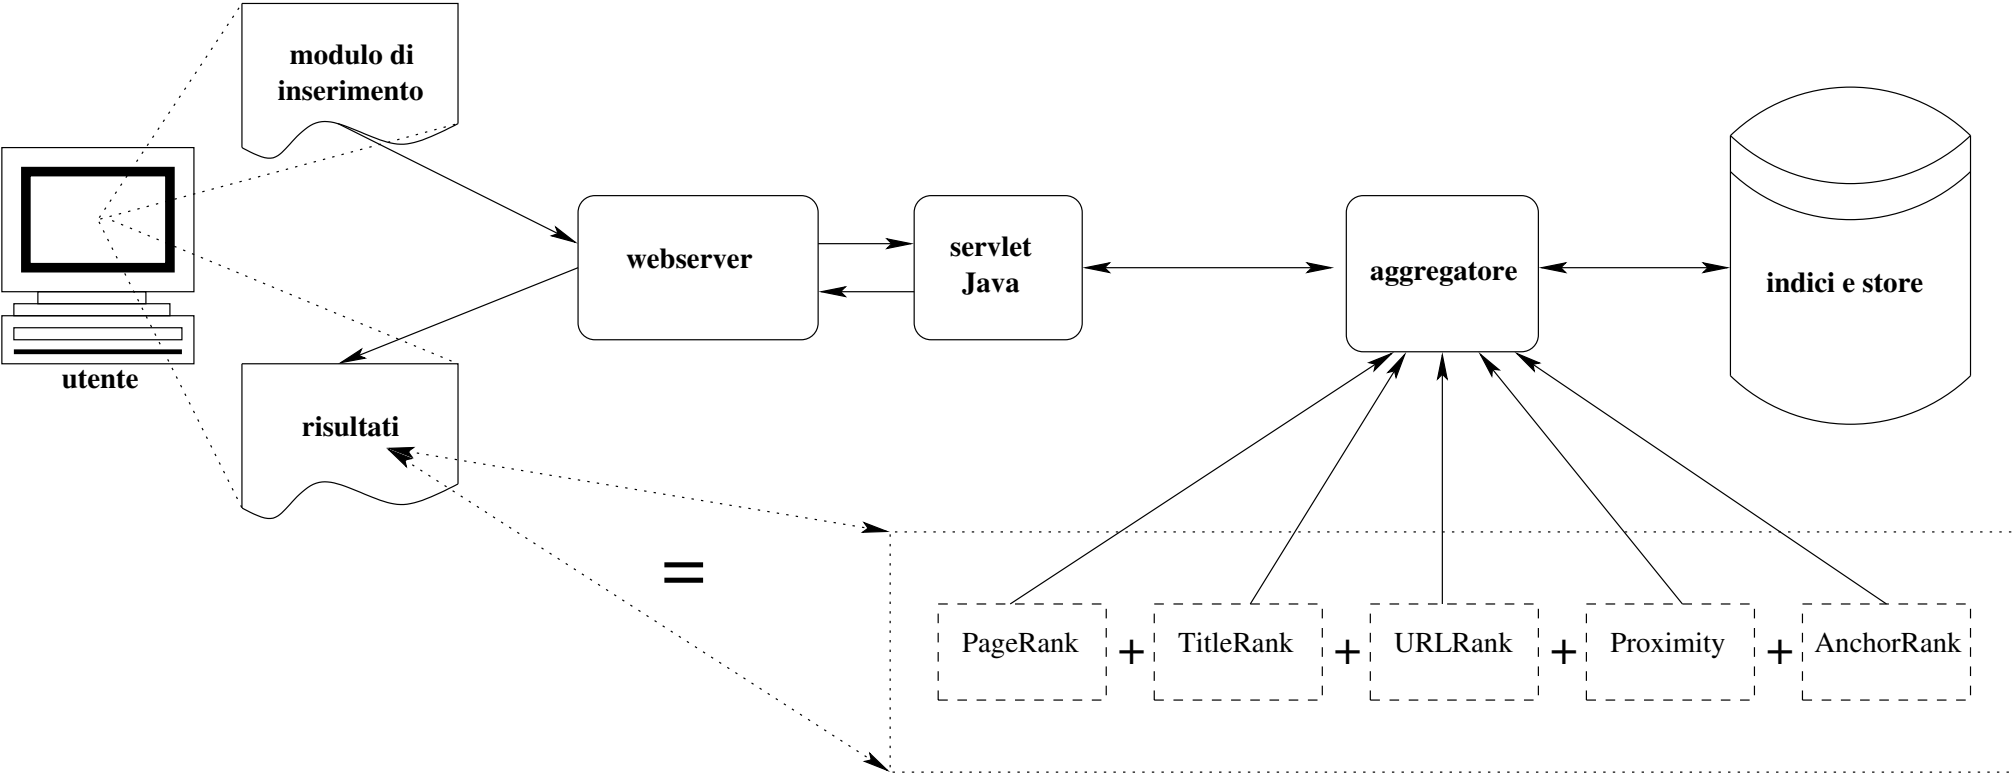 modulo di
inserimento
webserver
servlet
Java
aggregatore
indici e store
utente
risultati
=
PageRank + TitleRank + URLRank + Proximity + AnchorRank